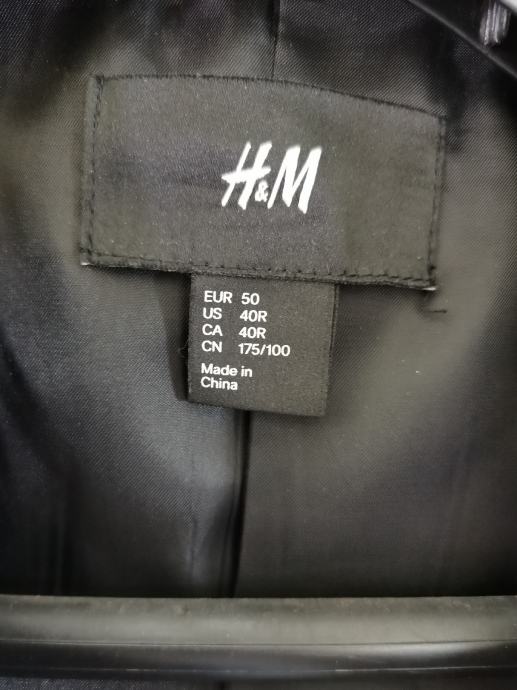 H&M
EUR 50
US 40R
CA 40R
CN 175/100
Made in
China